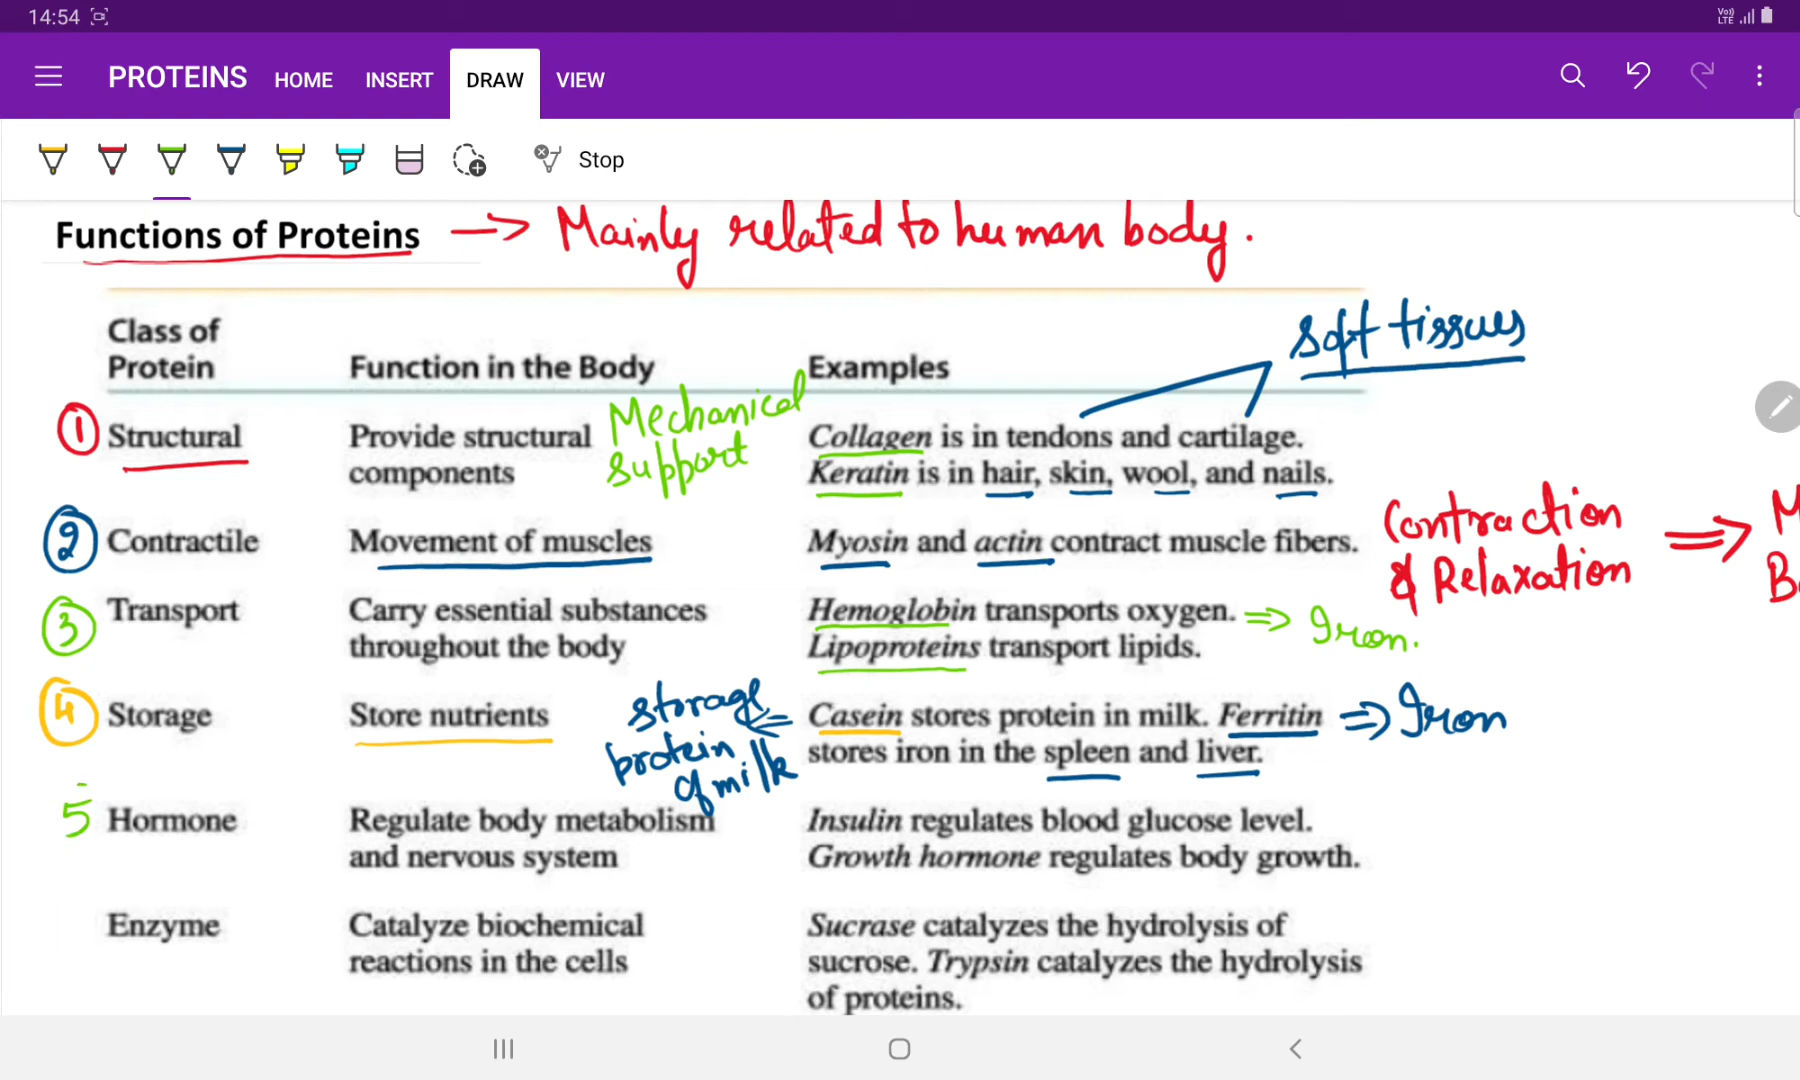 14:54
Vo)) LTE
PROTEINS HOME INSERT DRAW VIEW
Stop
Functions of Proteins → Mainly related to human body.
Class of Protein Function in the Body Examples
soft tissues
① Structural Provide structural components
Mechanical support
Collagen is in tendons and cartilage.
Keratin is in hair, skin, wool, and nails.
② Contractile Movement of muscles Myosin and actin contract muscle fibers.
Contraction & Relaxation ⇒
③ Transport Carry essential substances throughout the body
Hemoglobin transports oxygen. ⇒ Iron.
Lipoproteins transport lipids.
④ Storage Store nutrients
storage protein of milk ⇐
Casein stores protein in milk. Ferritin ⇒ Iron
stores iron in the spleen and liver.
5 Hormone Regulate body metabolism and nervous system
Insulin regulates blood glucose level.
Growth hormone regulates body growth.
Enzyme Catalyze biochemical reactions in the cells
Sucrase catalyzes the hydrolysis of
sucrose. Trypsin catalyzes the hydrolysis
of proteins.